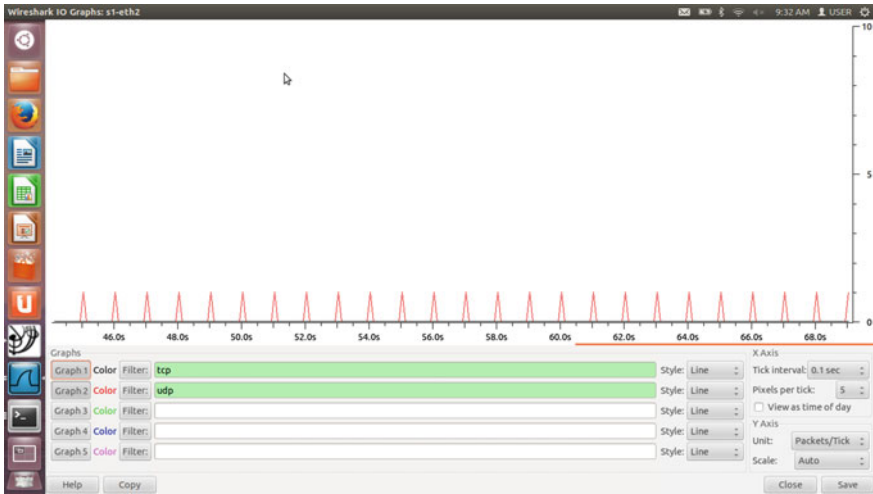 Wireshark IO Graphs: s1-eth2
9:32 AM USER
10
5
0
46.0s 48.0s 50.0s 52.0s 54.0s 56.0s 58.0s 60.0s 62.0s 64.0s 66.0s 68.0s
Graphs
Graph 1 Color Filter: tcp Style: Line
Graph 2 Color Filter: udp Style: Line
Graph 3 Color Filter: Style: Line
Graph 4 Color Filter: Style: Line
Graph 5 Color Filter: Style: Line
X Axis
Tick interval: 0.1 sec
Pixels per tick: 5
View as time of day
Y Axis
Unit: Packets/Tick
Scale: Auto
Help Copy Close Save